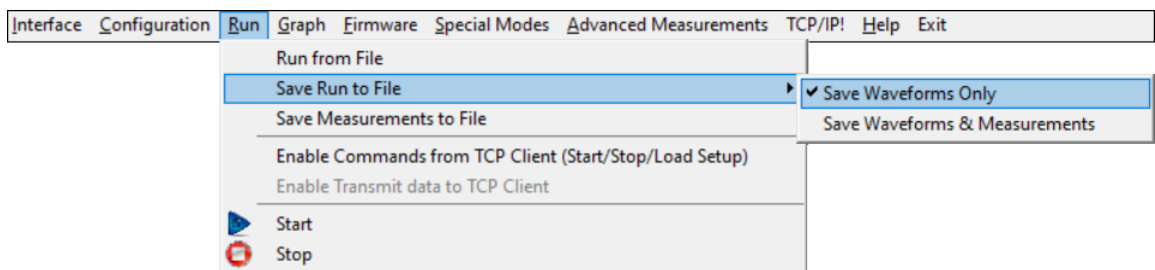 Interface Configuration Run Graph Firmware Special Modes Advanced Measurements TCP/IP! Help Exit
Run from File
Save Run to File
Save Waveforms Only
Save Measurements to File
Save Waveforms & Measurements
Enable Commands from TCP Client (Start/Stop/Load Setup)
Enable Transmit data to TCP Client
Start
Stop